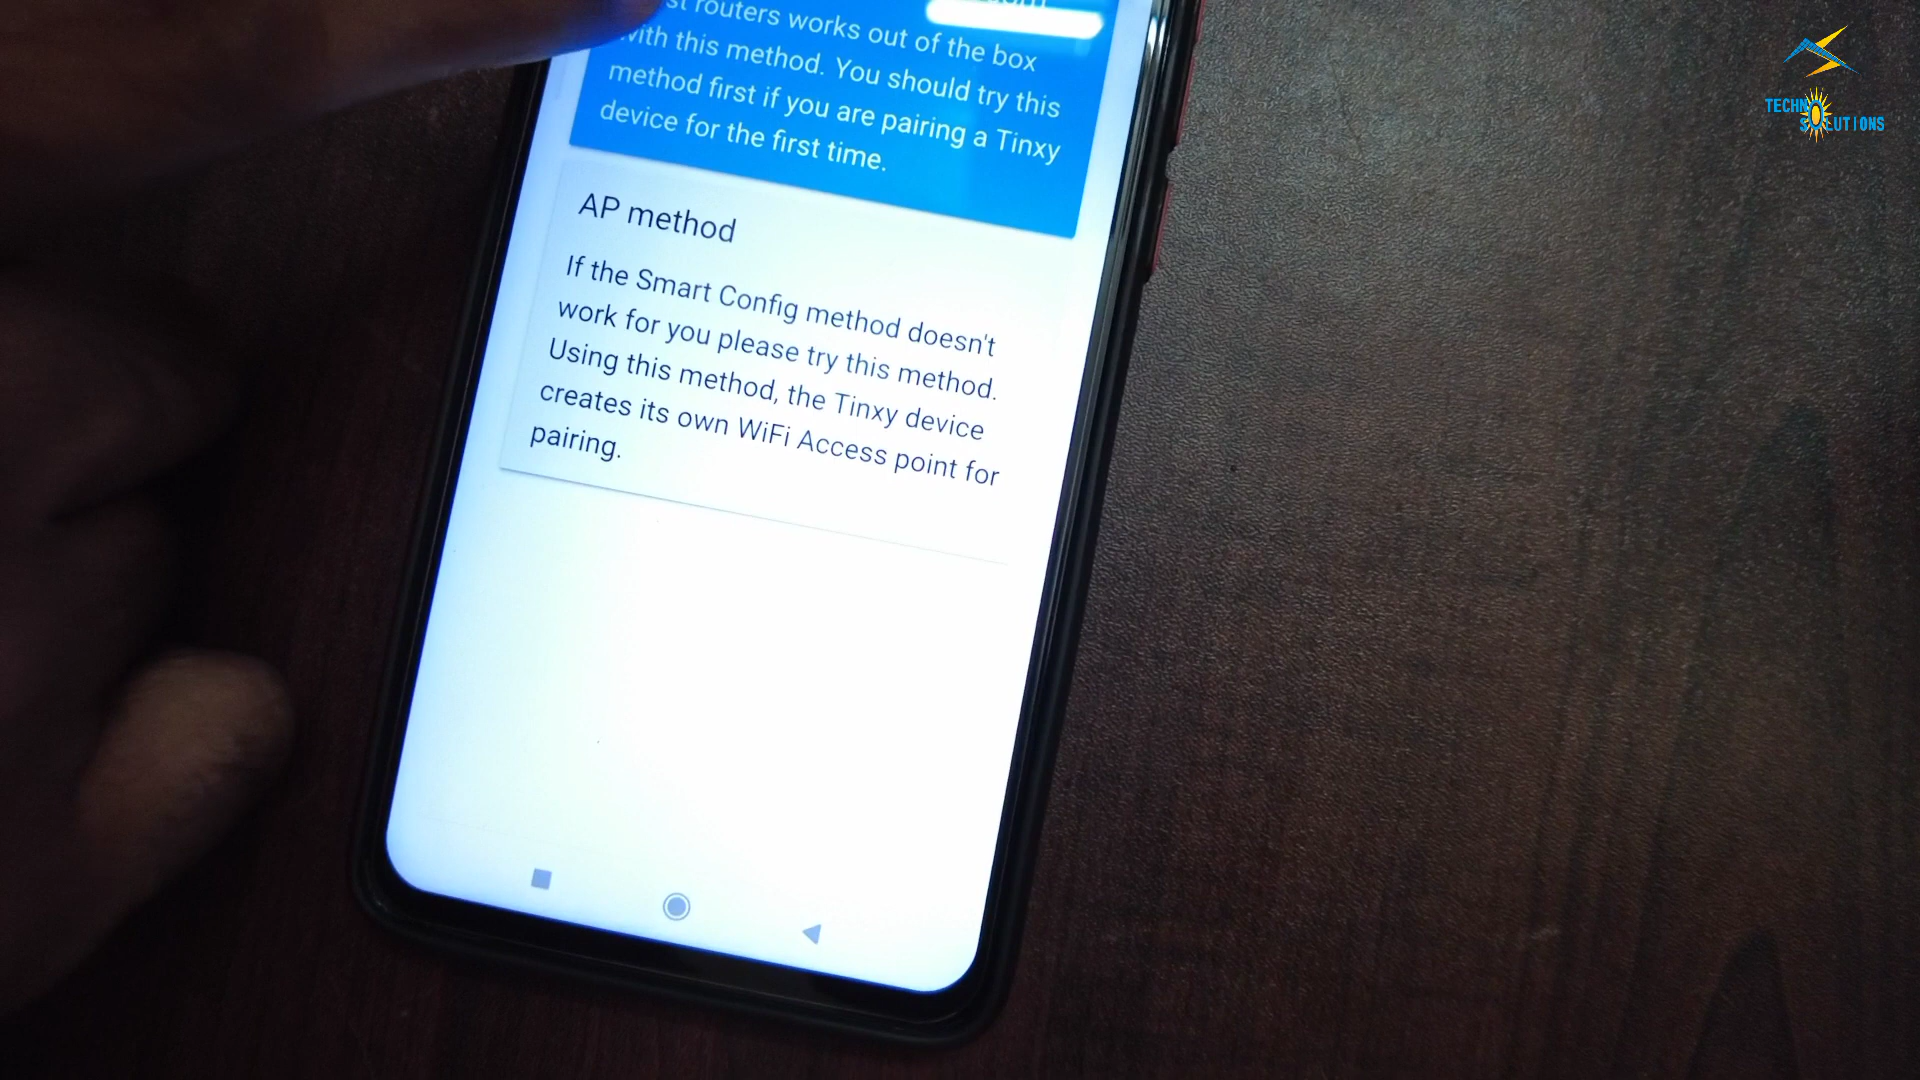 routers works out of the box
with this method. You should try this
method first if you are pairing a Tinxy
device for the first time.
AP method
If the Smart Config method doesn't
work for you please try this method.
Using this method, the Tinxy device
creates its own WiFi Access point for
pairing.
TECHNO
SOLUTIONS